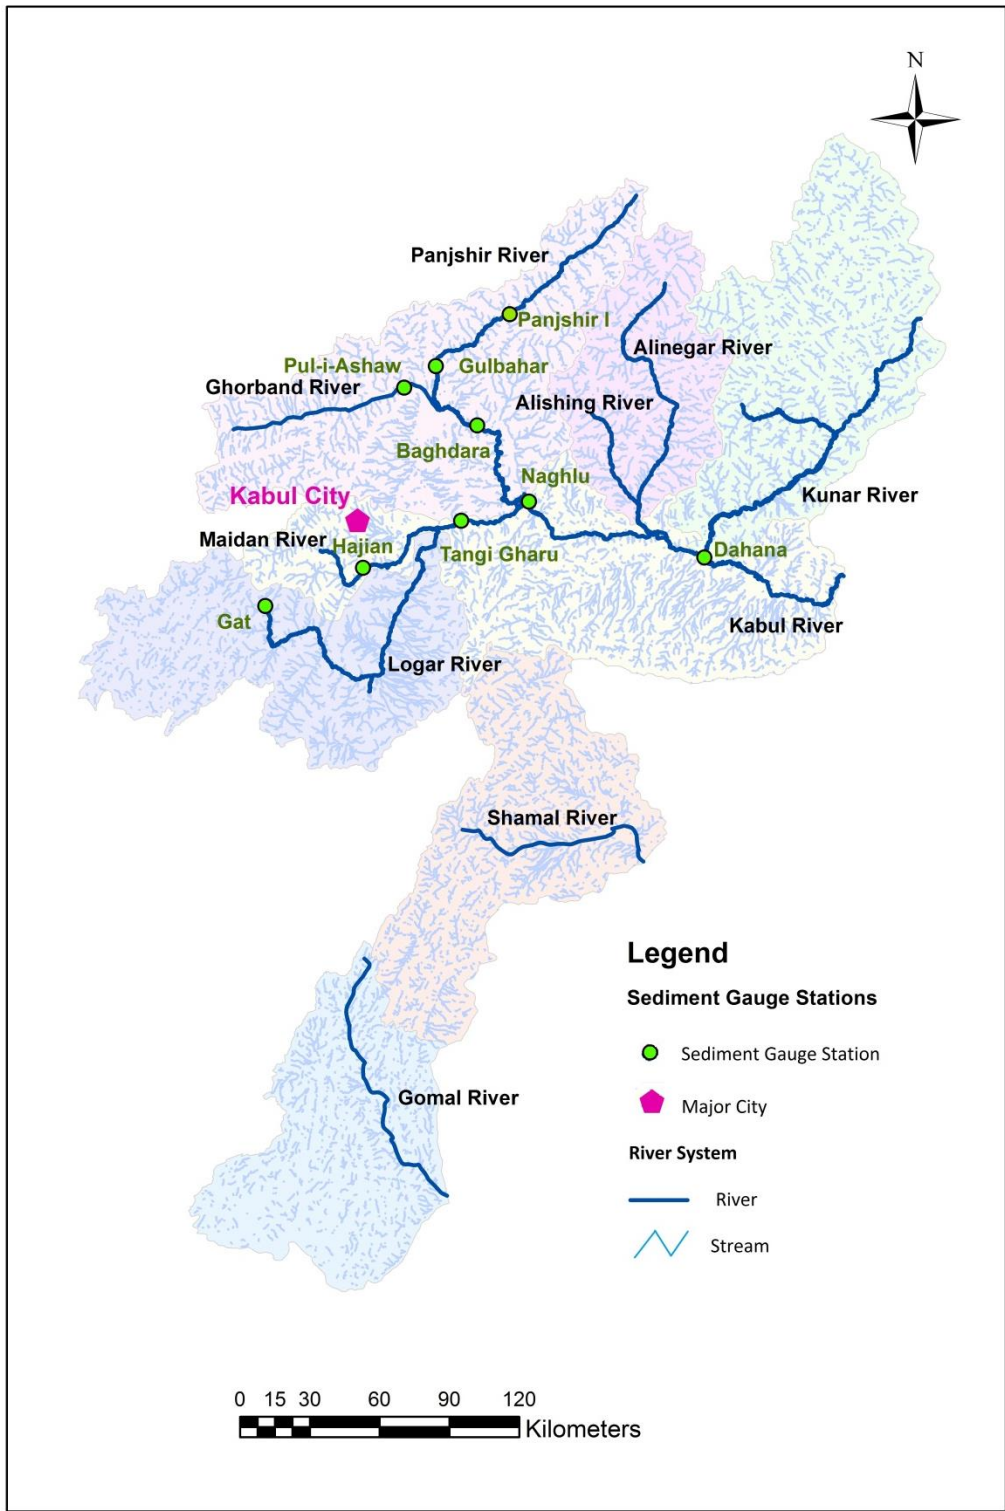 N
Panjshir River
Panjshir I
Alinegar River
Pul-i-Ashaw
Gulbahar
Ghorband River
Alishing River
Baghdara
Naghlu
Kabul City
Kunar River
Maidan River
Hajian
Tangi Gharu
Dahana
Gat
Kabul River
Logar River
Shamal River
Legend
Sediment Gauge Stations
Sediment Gauge Station
Gomal River
Major City
River System
River
Stream
0 15 30 60 90 120
Kilometers